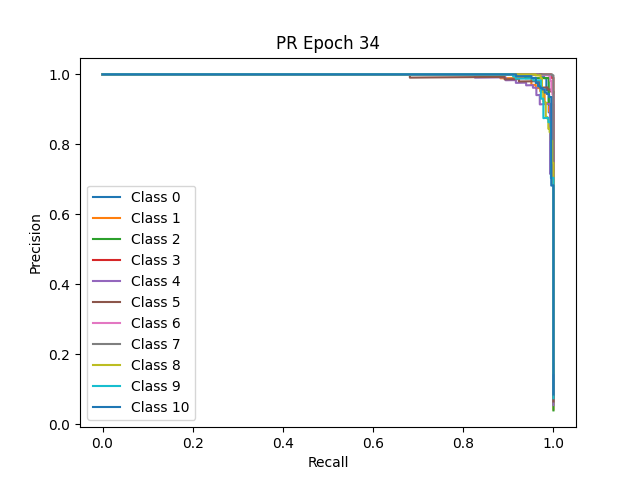 PR Epoch 34
Precision
1.0
0.8
0.6
0.4
0.2
0.0
Class 0
Class 1
Class 2
Class 3
Class 4
Class 5
Class 6
Class 7
Class 8
Class 9
Class 10
0.0 0.2 0.4 0.6 0.8 1.0
Recall